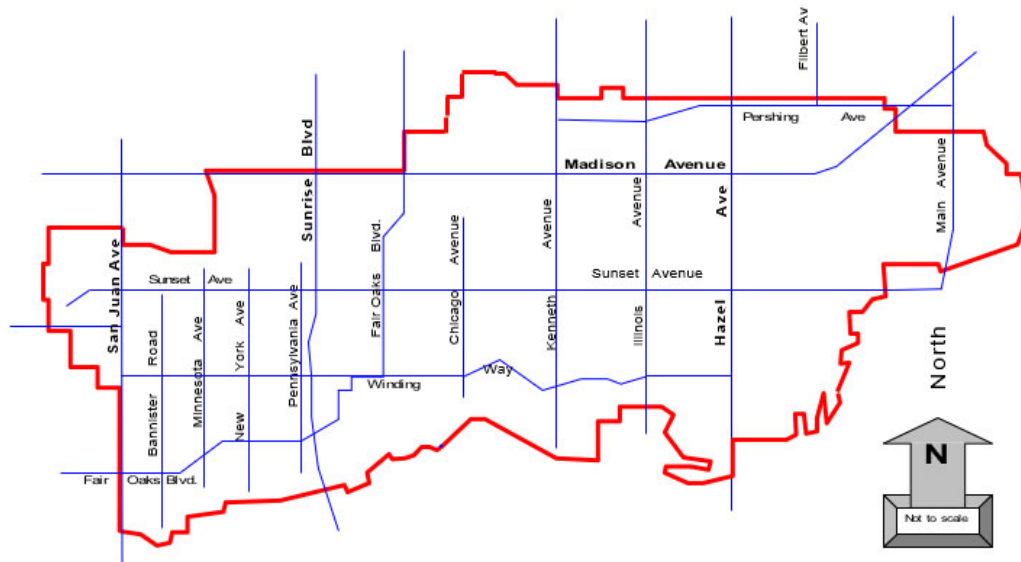 Filbert Av
Pershing Ave
Madison Avenue
Sunrise Blvd
San Juan Ave
Sunset Ave
Bannister Road
Minnesota Ave
New York Ave
Pennsylvania Ave
Fair Oaks Blvd.
Chicago Avenue
Kenneth Avenue
Illinois Avenue
Hazel Ave
Main Avenue
Sunset Avenue
Winding Way
Fair Oaks Blvd.
North
N
Not to scale